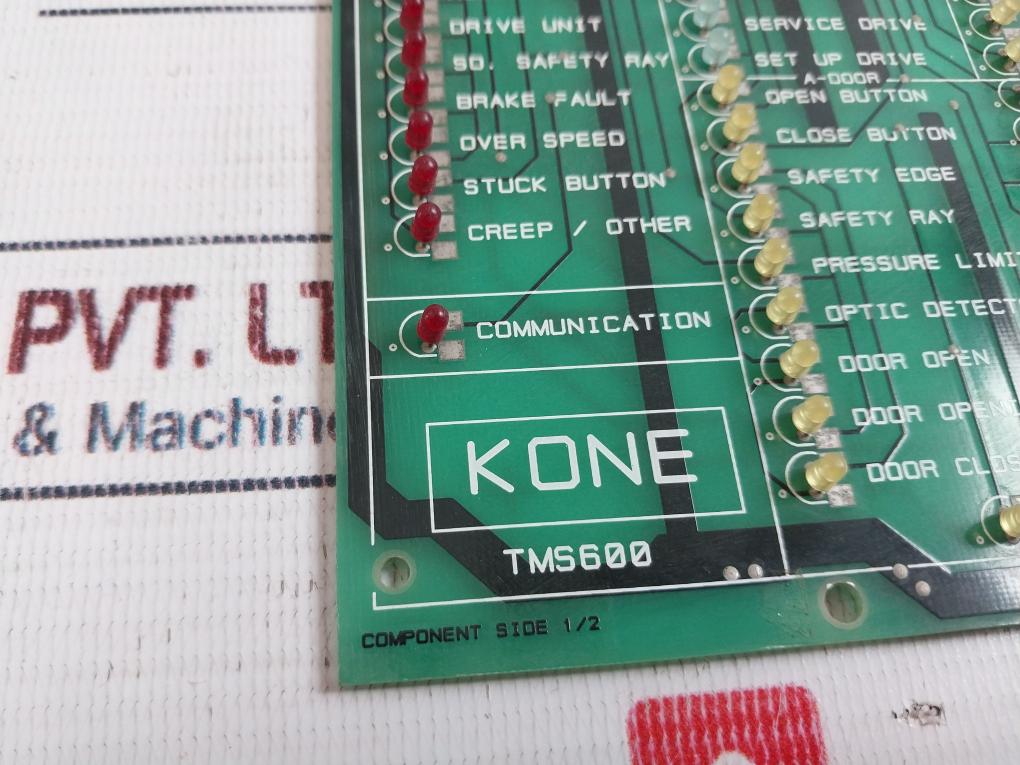 DRIVE UNIT
SO. SAFETY RAY
BRAKE FAULT
OVER SPEED
STUCK BUTTON
CREEP / OTHER
COMMUNICATION
KONE
TMS600
COMPONENT SIDE 1/2
SERVICE DRIVE
SET UP DRIVE
A-DOOR
OPEN BUTTON
CLOSE BUTTON
SAFETY EDGE
SAFETY RAY
PRESSURE LIMI
OPTIC DETECT
DOOR OPEN
DOOR OPENI
DOOR CLOS
PVT. LT
& Machin